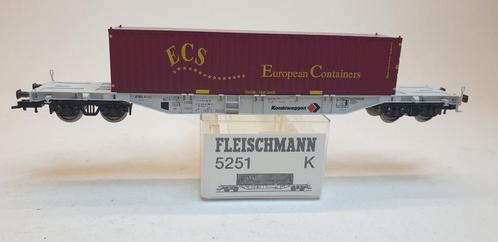 ECS
European Containers
Kombiwaggon
FLEISCHMANN
5251 K